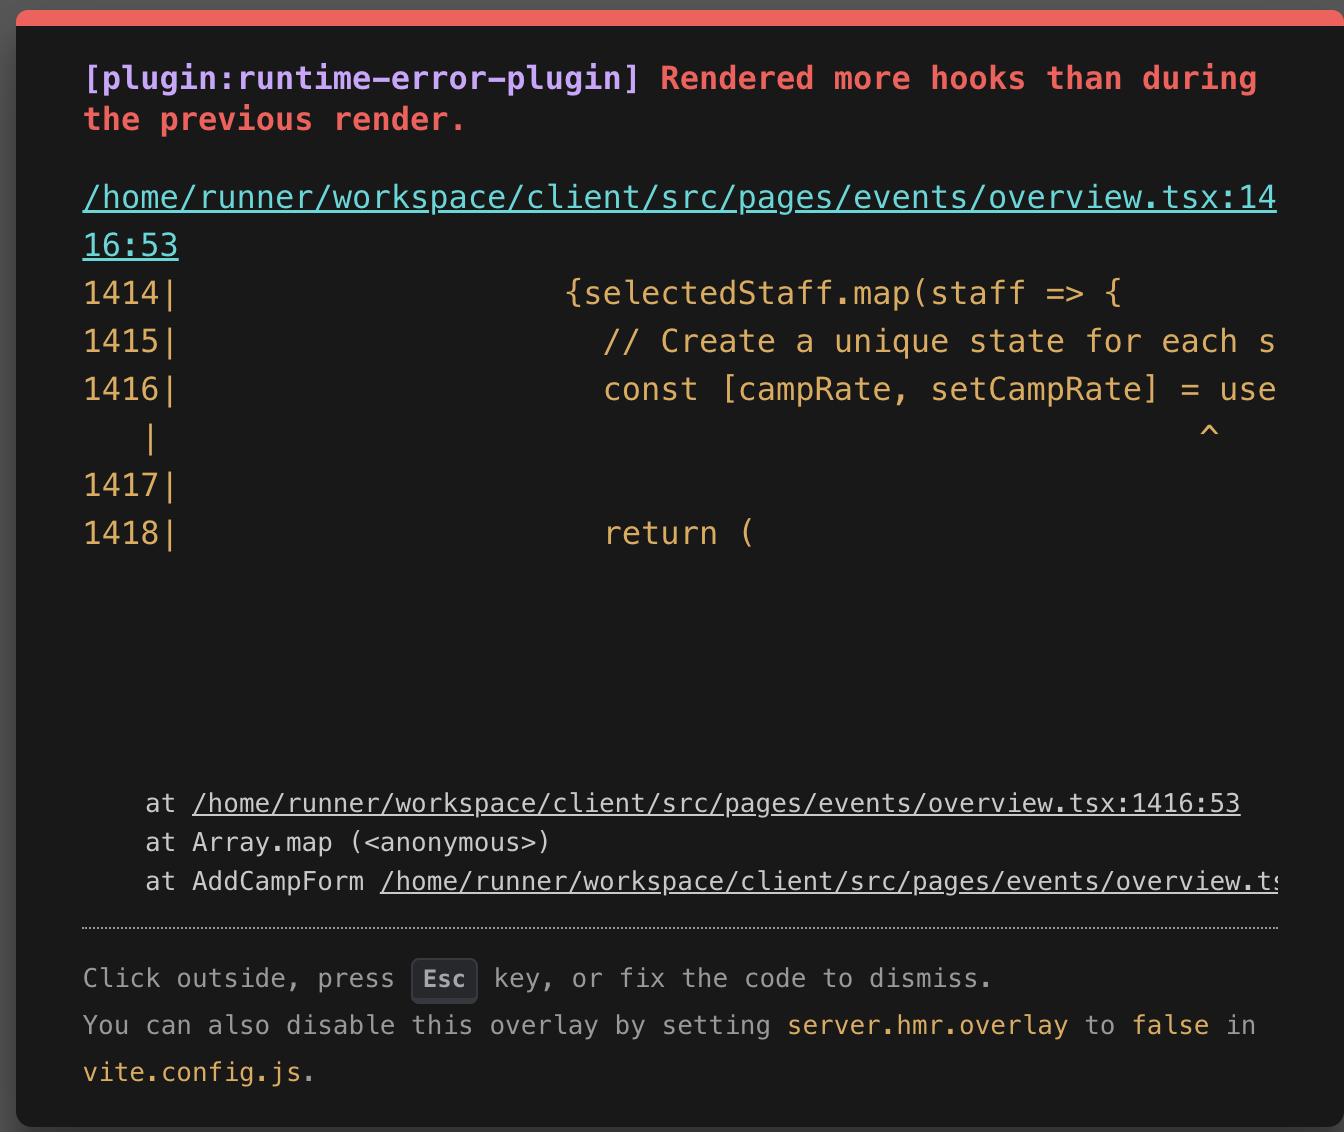 [plugin:runtime-error-plugin] Rendered more hooks than during
the previous render.
/home/runner/workspace/client/src/pages/events/overview.tsx:14
16:53
1414|                    {selectedStaff.map(staff => {
1415|                      // Create a unique state for each s
1416|                      const [campRate, setCampRate] = use
    |                                                     ^
1417|
1418|                      return (
at /home/runner/workspace/client/src/pages/events/overview.tsx:1416:53
at Array.map (<anonymous>)
at AddCampForm /home/runner/workspace/client/src/pages/events/overview.ts
Click outside, press Esc key, or fix the code to dismiss.
You can also disable this overlay by setting server.hmr.overlay to false in
vite.config.js.